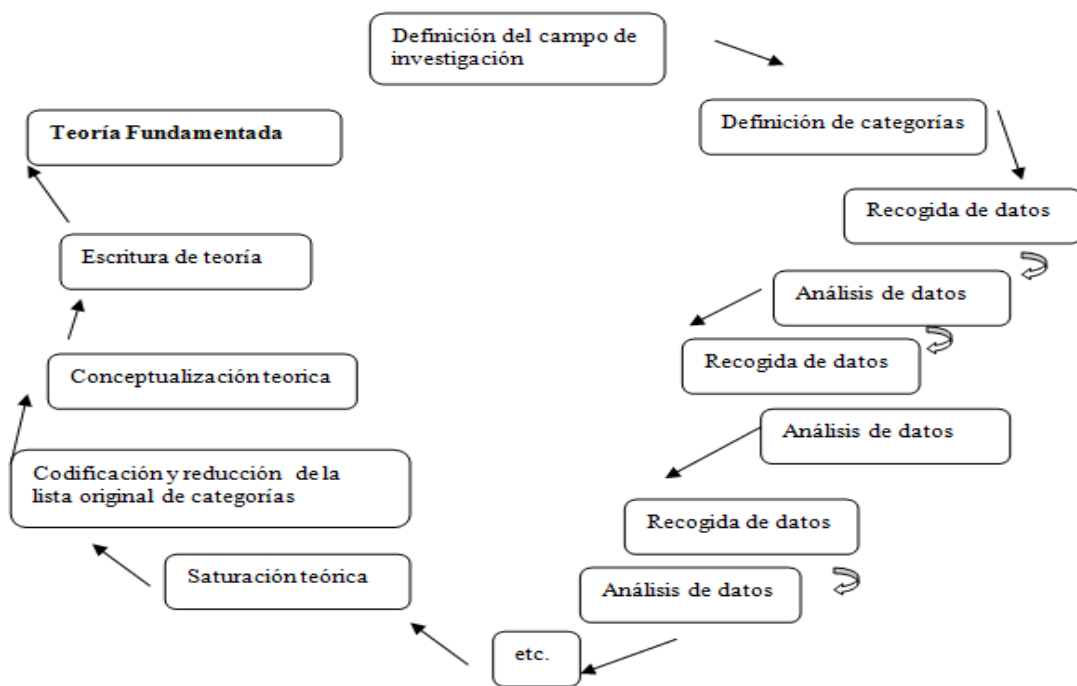 Definición del campo de
investigación
Definición de categorías
Recogida de datos
Análisis de datos
Recogida de datos
Análisis de datos
Recogida de datos
Análisis de datos
etc.
Saturación teórica
Codificación y reducción de la
lista original de categorías
Conceptualización teorica
Escritura de teoría
Teoría Fundamentada